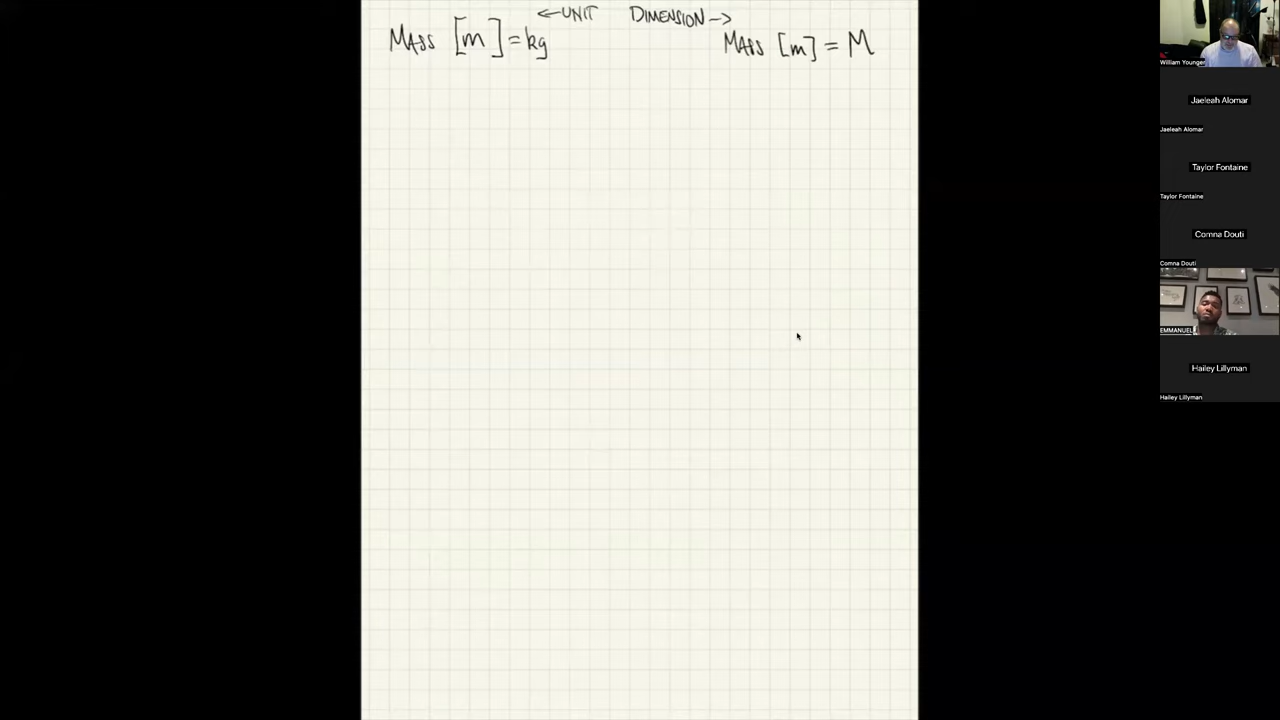 ← UNIT DIMENSION →
MASS [m] = kg MASS [m] = M
William Younger
Jaeleah Alomar
Jaeleah Alomar
Taylor Fontaine
Taylor Fontaine
Comna Douti
Comna Douti
EMMANUEL
Hailey Lillyman
Hailey Lillyman